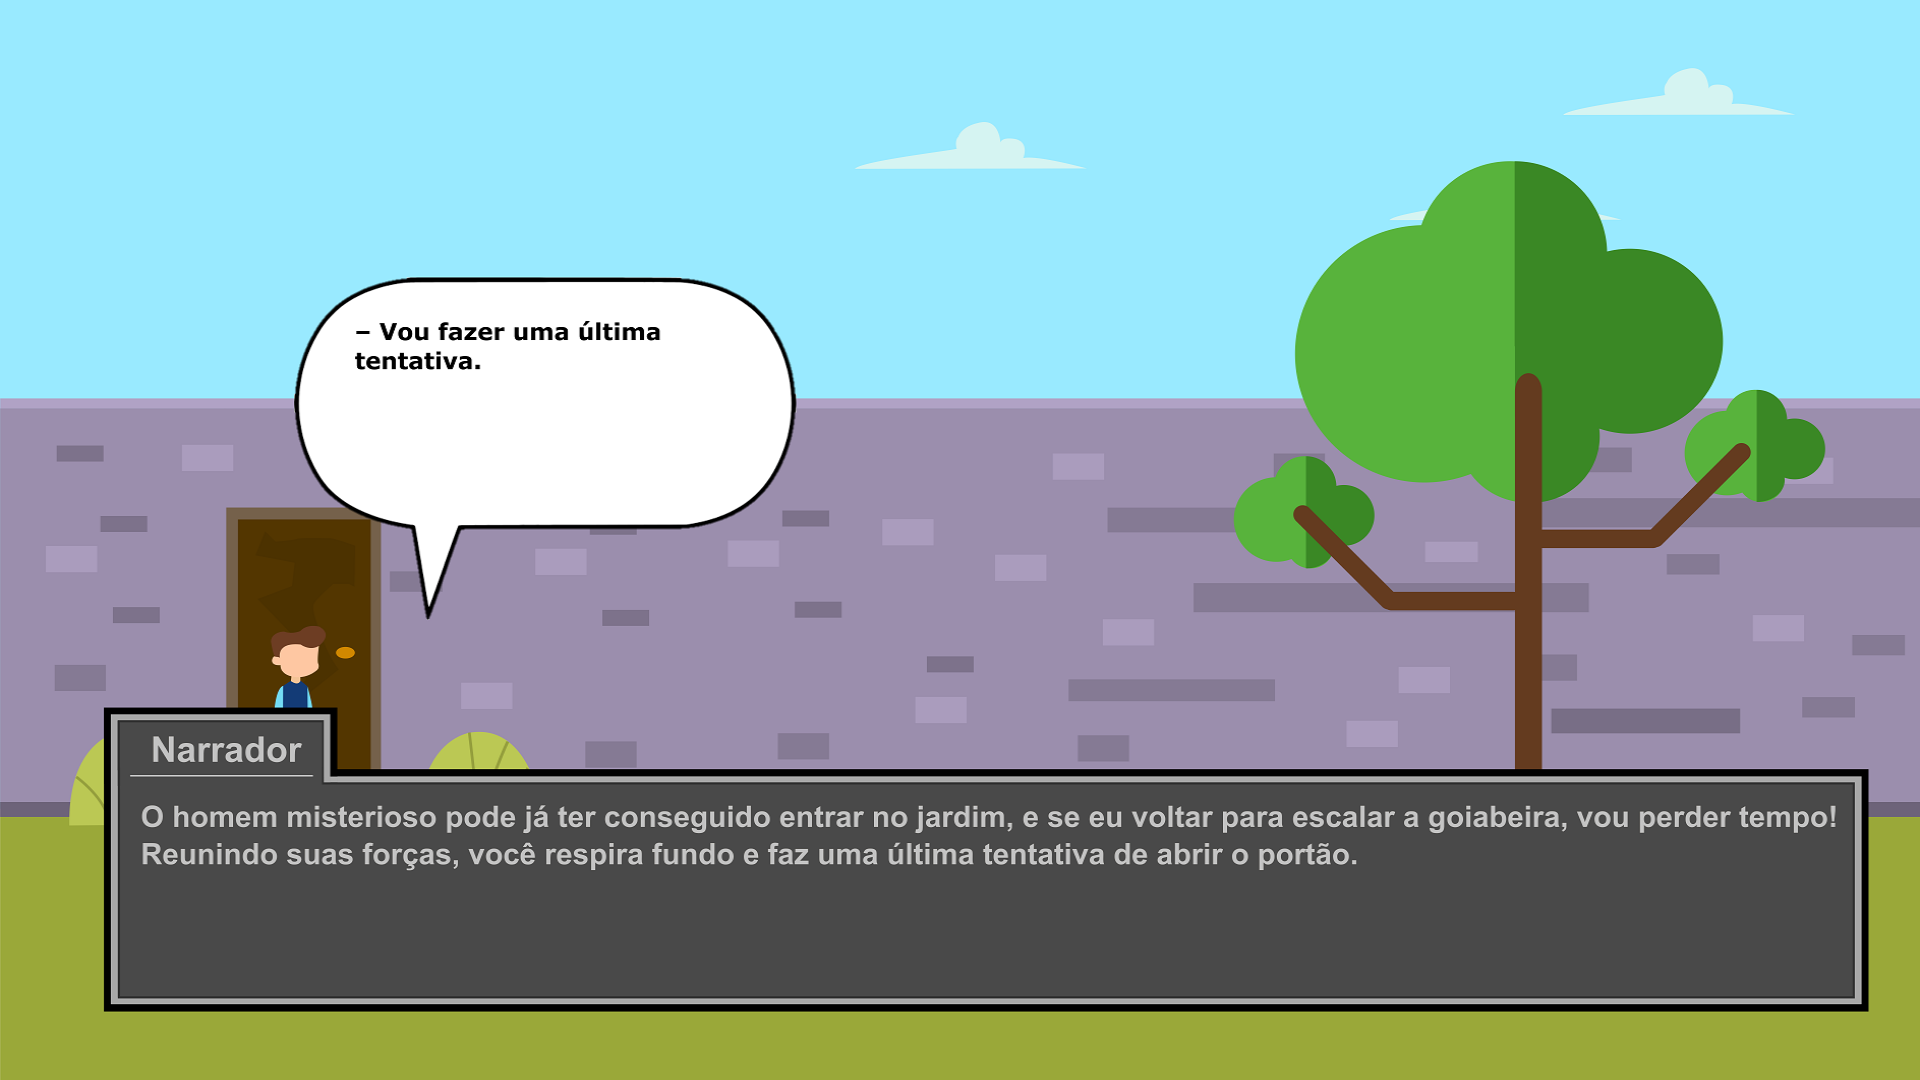 – Vou fazer uma última
tentativa.
Narrador
O homem misterioso pode já ter conseguido entrar no jardim, e se eu voltar para escalar a goiabeira, vou perder tempo!
Reunindo suas forças, você respira fundo e faz uma última tentativa de abrir o portão.